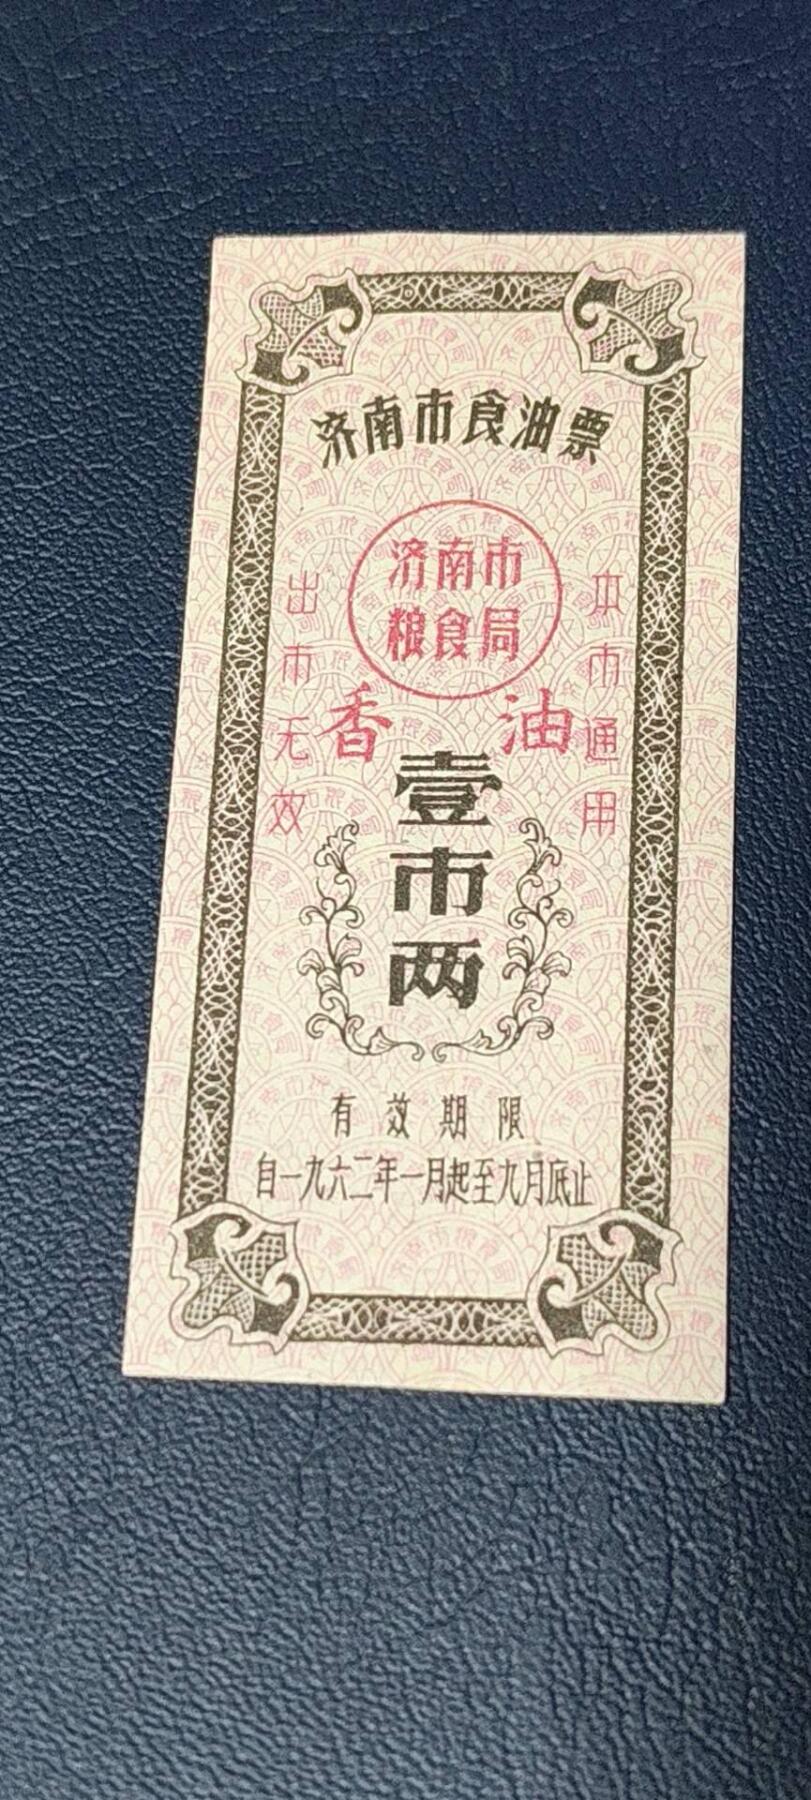 济南市食油票
济南市
粮食局
本市通用
出市无效
香油
壹市两
有效期限
自一九六二年一月起至九月底止